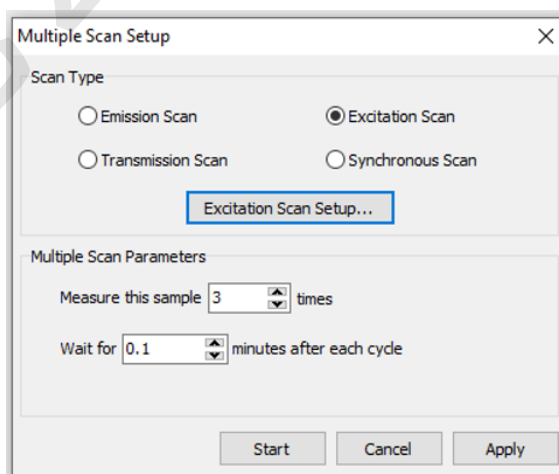 Multiple Scan Setup
Scan Type
Emission Scan
Excitation Scan
Transmission Scan
Synchronous Scan
Excitation Scan Setup...
Multiple Scan Parameters
Measure this sample 3 times
Wait for 0.1 minutes after each cycle
Start Cancel Apply